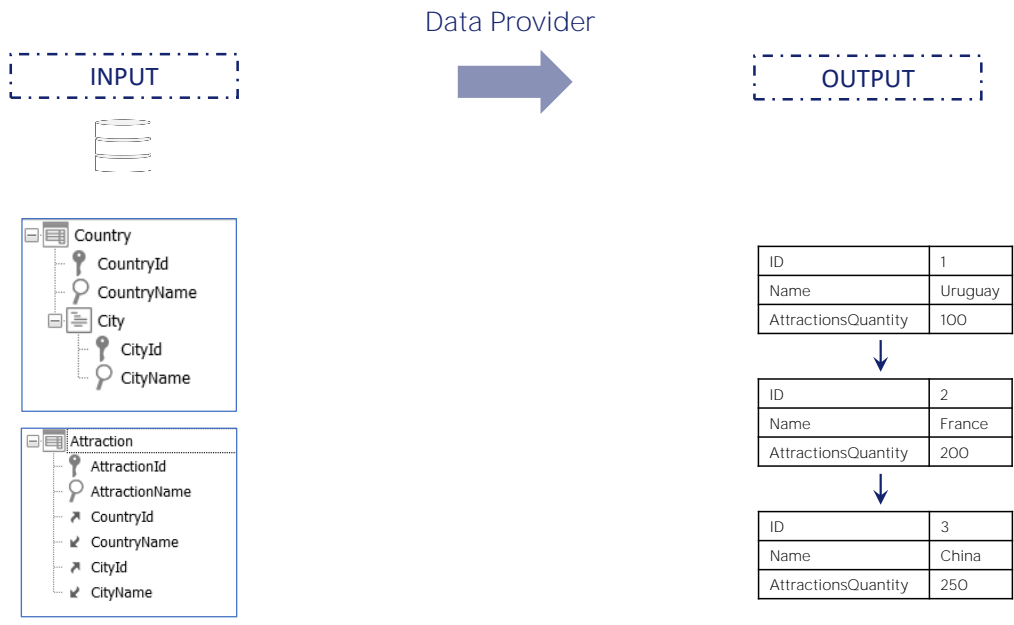 Data Provider
INPUT
OUTPUT
Country
CountryId
CountryName
City
CityId
CityName
Attraction
AttractionId
AttractionName
CountryId
CountryName
CityId
CityName
ID 1
Name Uruguay
AttractionsQuantity 100
ID 2
Name France
AttractionsQuantity 200
ID 3
Name China
AttractionsQuantity 250